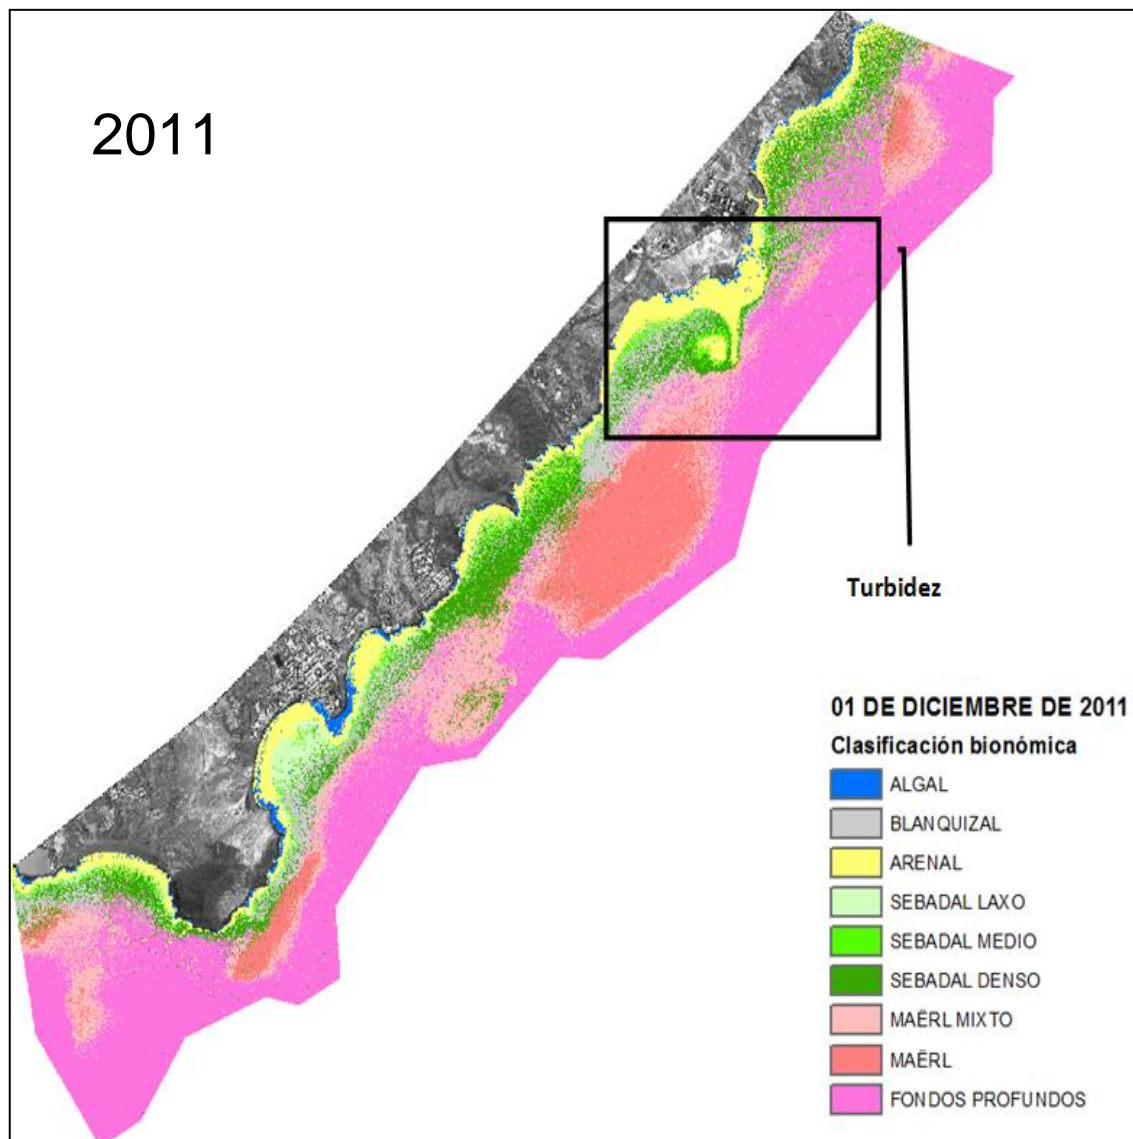 2011
Turbidez
01 DE DICIEMBRE DE 2011
Clasificación bionómica
ALGAL
BLANQUIZAL
ARENAL
SEBADAL LAXO
SEBADAL MEDIO
SEBADAL DENSO
MAËRL MIXTO
MAËRL
FONDOS PROFUNDOS